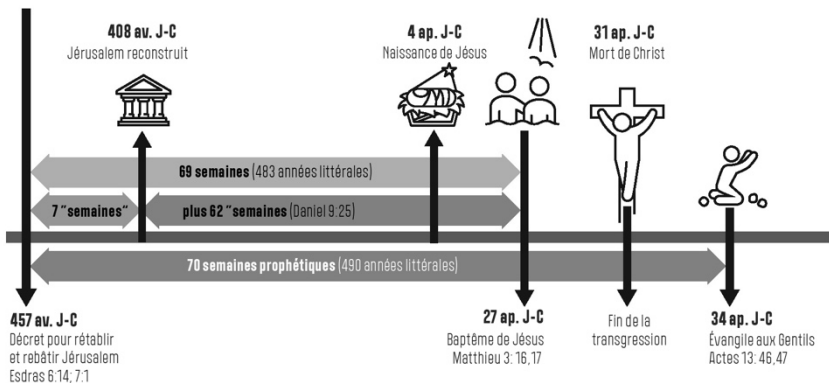 408 av. J-C
Jérusalem reconstruit
4 ap. J-C
Naissance de Jésus
31 ap. J-C
Mort de Christ
69 semaines (483 années littérales)
7 "semaines"
plus 62 "semaines (Daniel 9:25)
70 semaines prophétiques (490 années littérales)
457 av. J-C
Décret pour rétablir
et rebâtir Jérusalem
Esdras 6:14; 7:1
27 ap. J-C
Baptême de Jésus
Matthieu 3: 16,17
Fin de la
transgression
34 ap. J-C
Évangile aux Gentils
Actes 13: 46,47